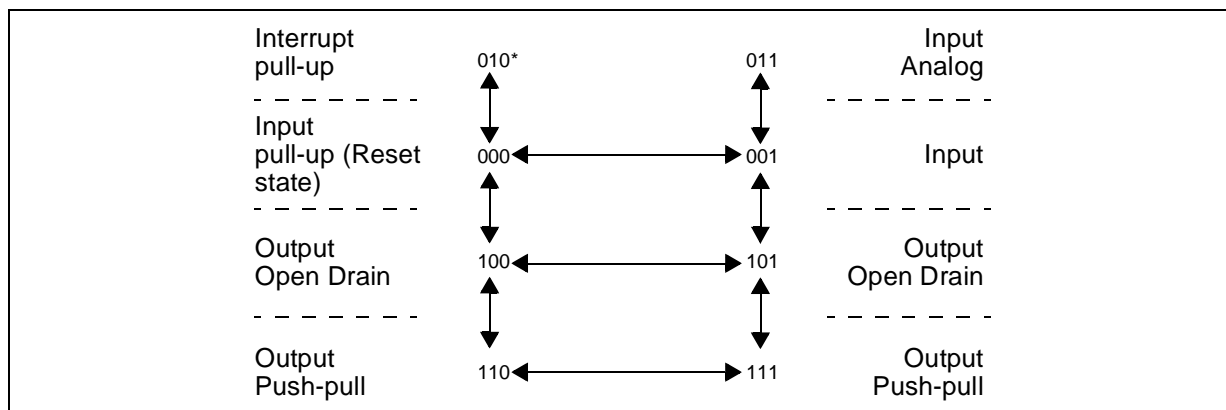 Interrupt
pull-up
010*
011
Input
Analog
Input
pull-up (Reset
state)
000
001
Input
Output
Open Drain
100
101
Output
Open Drain
Output
Push-pull
110
111
Output
Push-pull